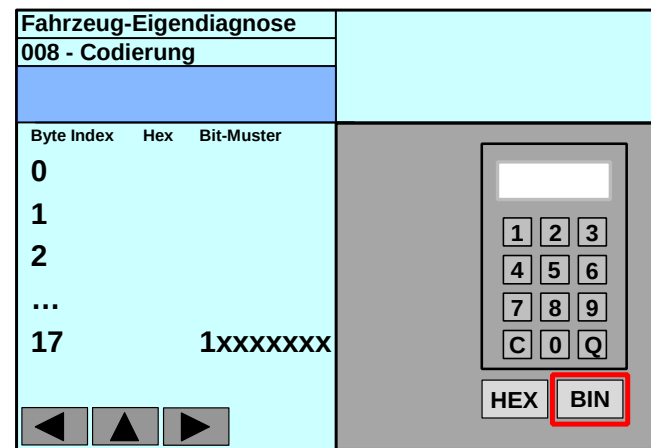 Fahrzeug-Eigendiagnose
008 - Codierung
Byte Index Hex Bit-Muster
0
1
2
...
17 1xxxxxxx
1 2 3
4 5 6
7 8 9
C 0 Q
HEX BIN